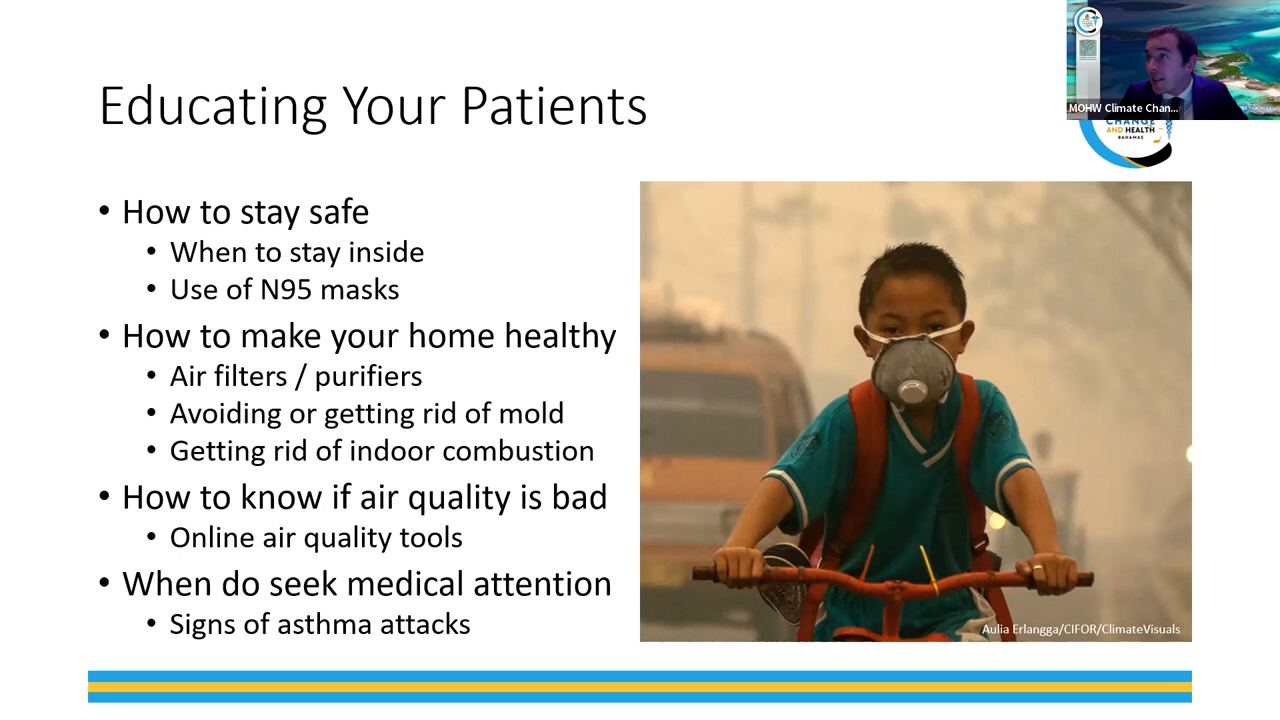 Educating Your Patients
MOHW Climate Chan...
CHANGE
AND HEALTH
BAHAMAS
• How to stay safe
• When to stay inside
• Use of N95 masks
• How to make your home healthy
• Air filters / purifiers
• Avoiding or getting rid of mold
• Getting rid of indoor combustion
• How to know if air quality is bad
• Online air quality tools
• When do seek medical attention
• Signs of asthma attacks
Aulia Erlangga/CIFOR/ClimateVisuals